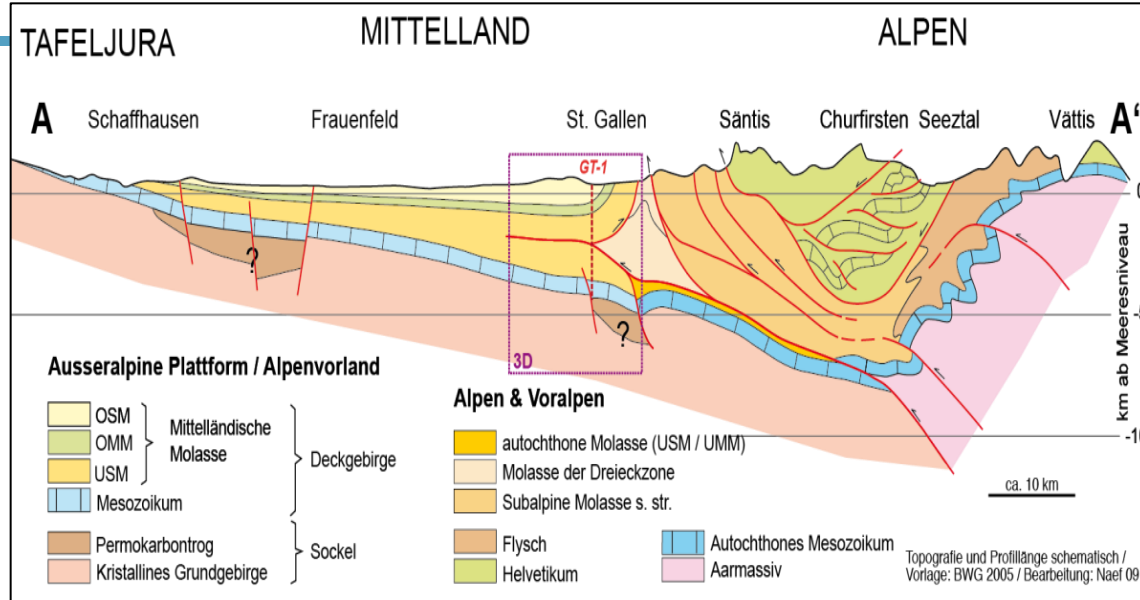 TAFELJURA
MITTELLAND
ALPEN
A
Schaffhausen
Frauenfeld
St. Gallen
Säntis
Churfirsten
Seeztal
Vättis
A'
GT-1
0
?
?
3D
-10
km ab Meeresniveau
Ausseralpine Plattform / Alpenvorland
OSM
OMM
USM
Mittelländische
Molasse
Mesozoikum
Deckgebirge
Permokarbontrog
Kristallines Grundgebirge
Sockel
Alpen & Voralpen
autochthone Molasse (USM / UMM)
Molasse der Dreieckzone
Subalpine Molasse s. str.
Flysch
Helvetikum
Autochthones Mesozoikum
Aarmassiv
ca. 10 km
Topografie und Profillänge schematisch /
Vorlage: BWG 2005 / Bearbeitung: Naef 09